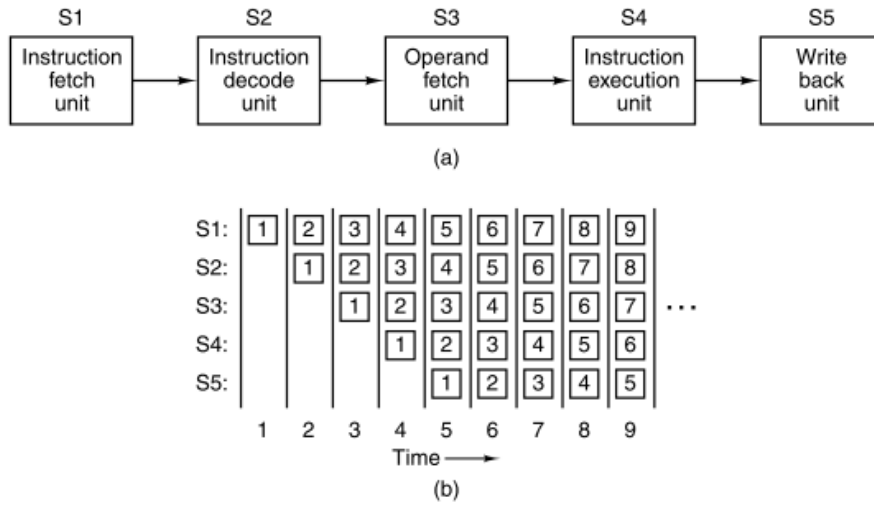 S1 S2 S3 S4 S5
Instruction Instruction Operand Instruction Write
fetch decode fetch execution back
unit unit unit unit unit
(a)
S1: 1 2 3 4 5 6 7 8 9
S2: 1 2 3 4 5 6 7 8
S3: 1 2 3 4 5 6 7 ...
S4: 1 2 3 4 5 6
S5: 1 2 3 4 5
1 2 3 4 5 6 7 8 9
Time
(b)